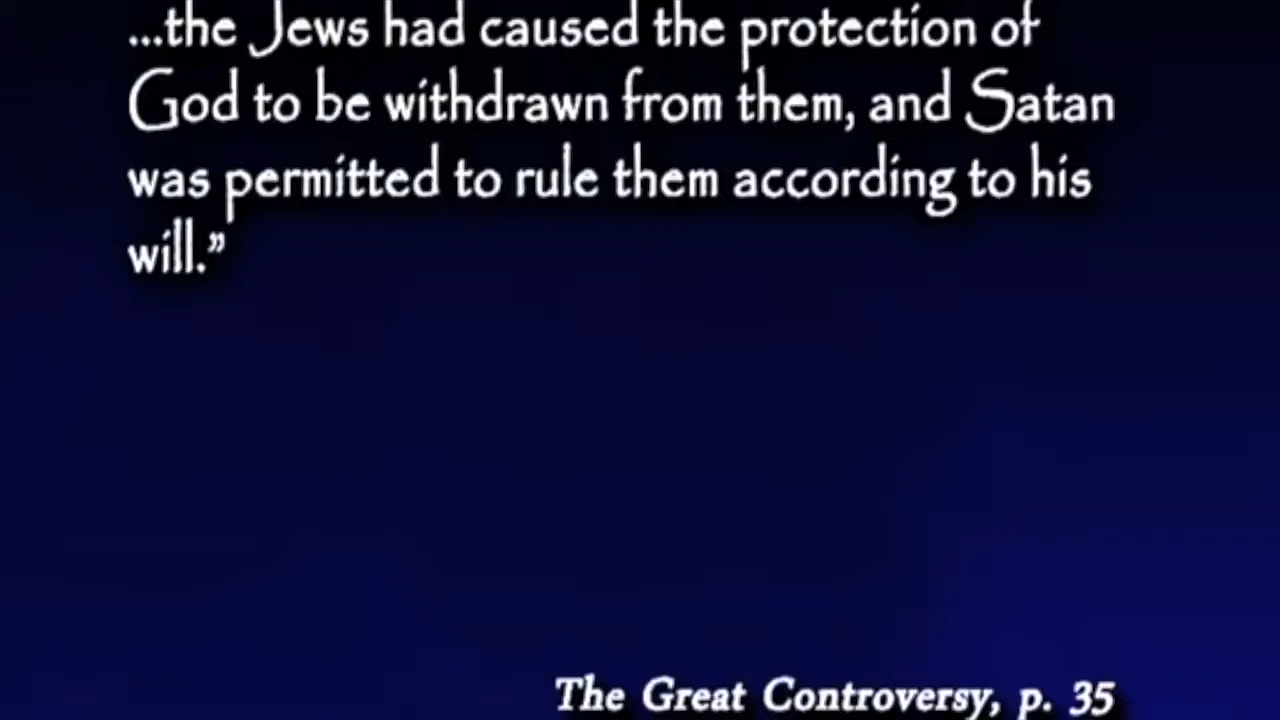 ...the Jews had caused the protection of
God to be withdrawn from them, and Satan
was permitted to rule them according to his
will.”
The Great Controversy, p. 35